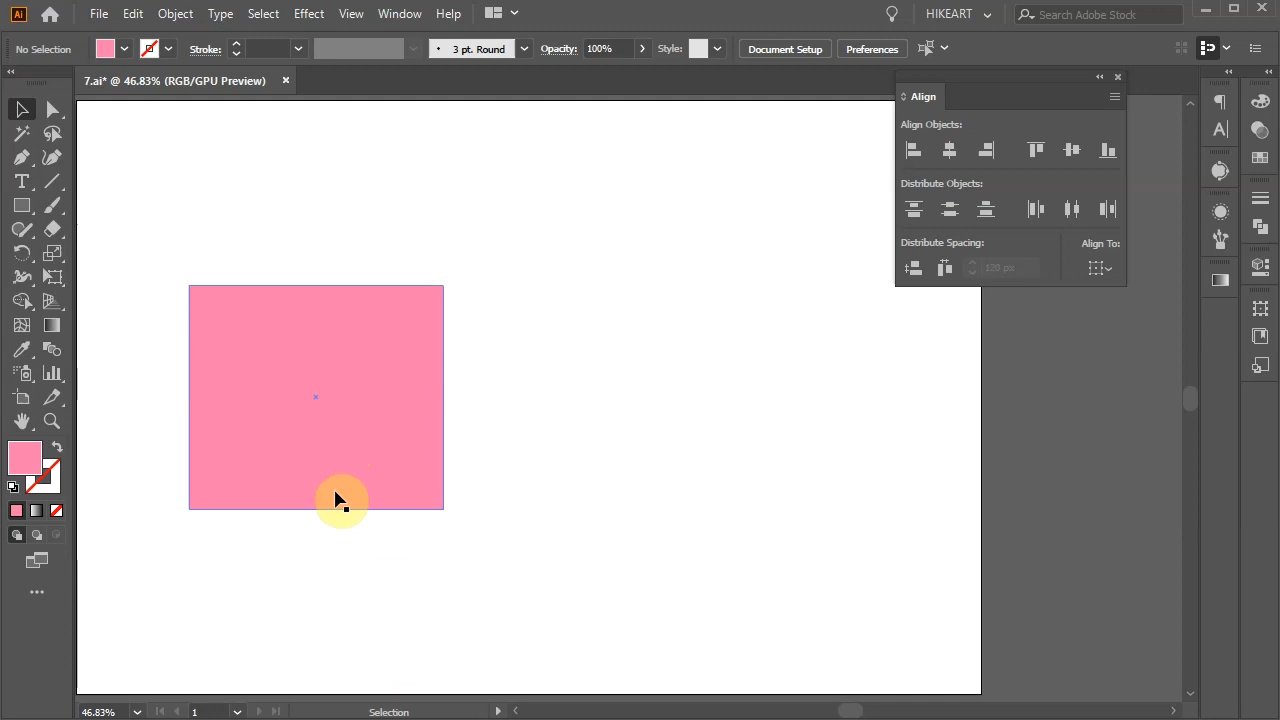 Ai File Edit Object Type Select Effect View Window Help HIKEART Search Adobe Stock
No Selection Stroke: 3 pt. Round Opacity: 100% Style: Document Setup Preferences
7.ai* @ 46.83% (RGB/GPU Preview)
Align
Align Objects:
Distribute Objects:
Distribute Spacing: Align To:
120 px
46.83% 1 Selection